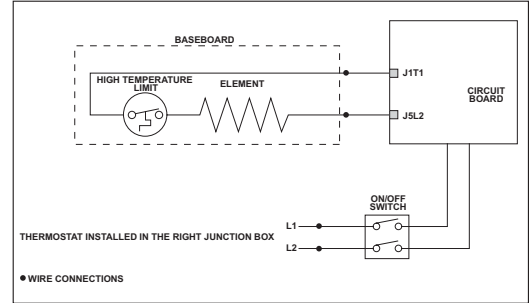 BASEBOARD
HIGH TEMPERATURE
LIMIT
ELEMENT
J1T1
CIRCUIT
BOARD
J5L2
ON/OFF
SWITCH
L1
THERMOSTAT INSTALLED IN THE RIGHT JUNCTION BOX
L2
WIRE CONNECTIONS